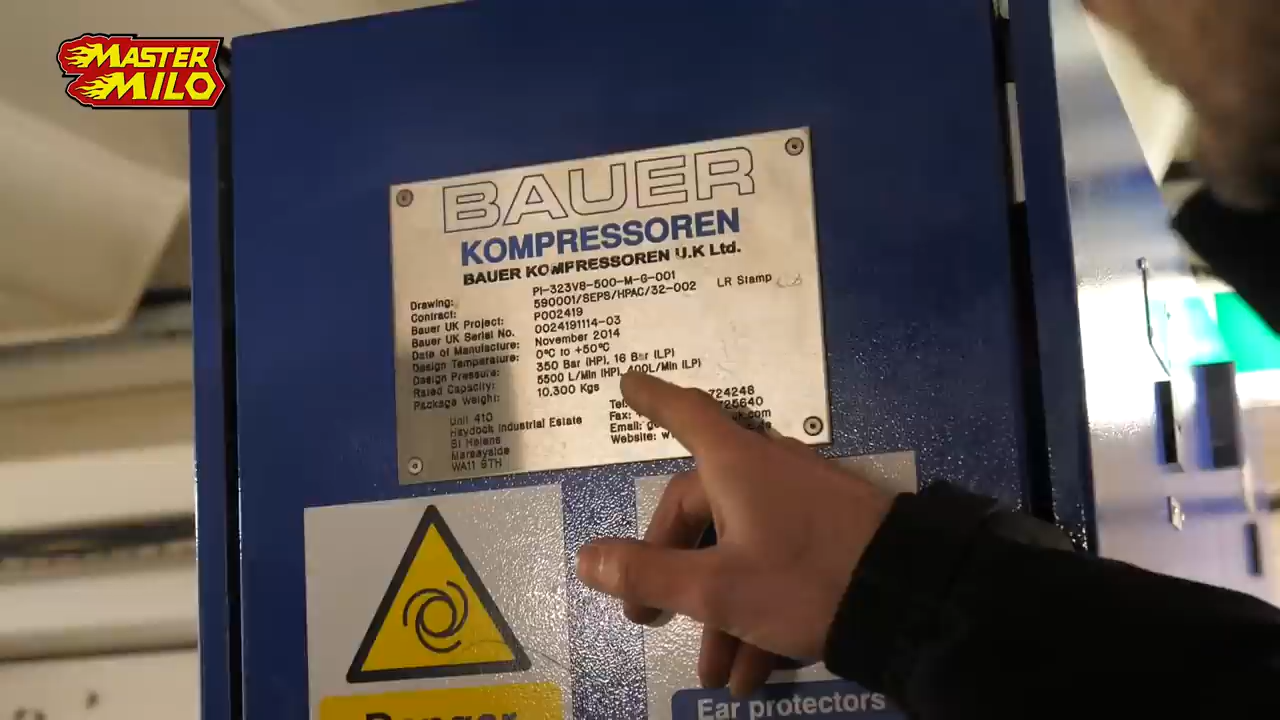 MASTER
MILO
BAUER
KOMPRESSOREN
BAUER KOMPRESSOREN U.K Ltd.
Drawing: PI-323V8-500-M-G-001
Contract: 590001/SEPS/HPAC/32-002 LR Stamp
Bauer UK Project: P002419
Bauer UK Serial No. 0024191114-03
Date of Manufacture: November 2014
Design Temperature: 0°C to +50°C
Design Pressure: 350 Bar (HP), 16 Bar (LP)
Rated Capacity: 5500 L/Min (HP), 400L/Min (LP)
Package Weight: 10,300 Kgs
Unit 410
Haydock Industrial Estate
St Helens
Merseyside
WA11 9TH
Tel: 724248
Fax: 725640
Email: uk.com
Website:
Danger
Ear protectors